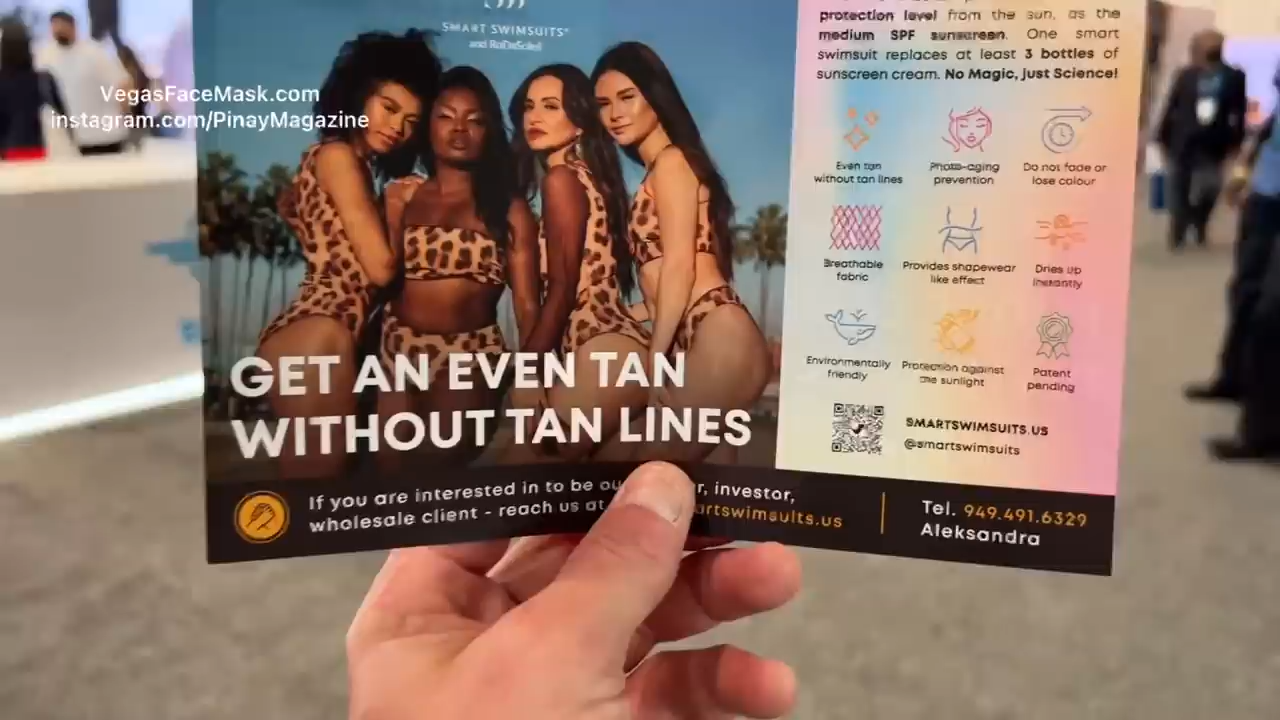 VegasFaceMask.com
instagram.com/PinayMagazine
SMART SWIMSUITS
and RoDaSoleil
GET AN EVEN TAN
WITHOUT TAN LINES
If you are interested in to be ou r, investor,
wholesale client - reach us at artswimsuits.us
Tel. 949.491.6329
Aleksandra
protection level from the sun, as the
medium SPF sunscreen. One smart
swimsuit replaces at least 3 bottles of
sunscreen cream. No Magic, Just Science!
Even tan
without tan lines
Photo-aging
prevention
Do not fade or
lose colour
Breathable
fabric
Provides shapewear
like effect
Dries up
instantly
Environmentally
friendly
Protection against
the sunlight
Patent
pending
SMARTSWIMSUITS.US
@smartswimsuits